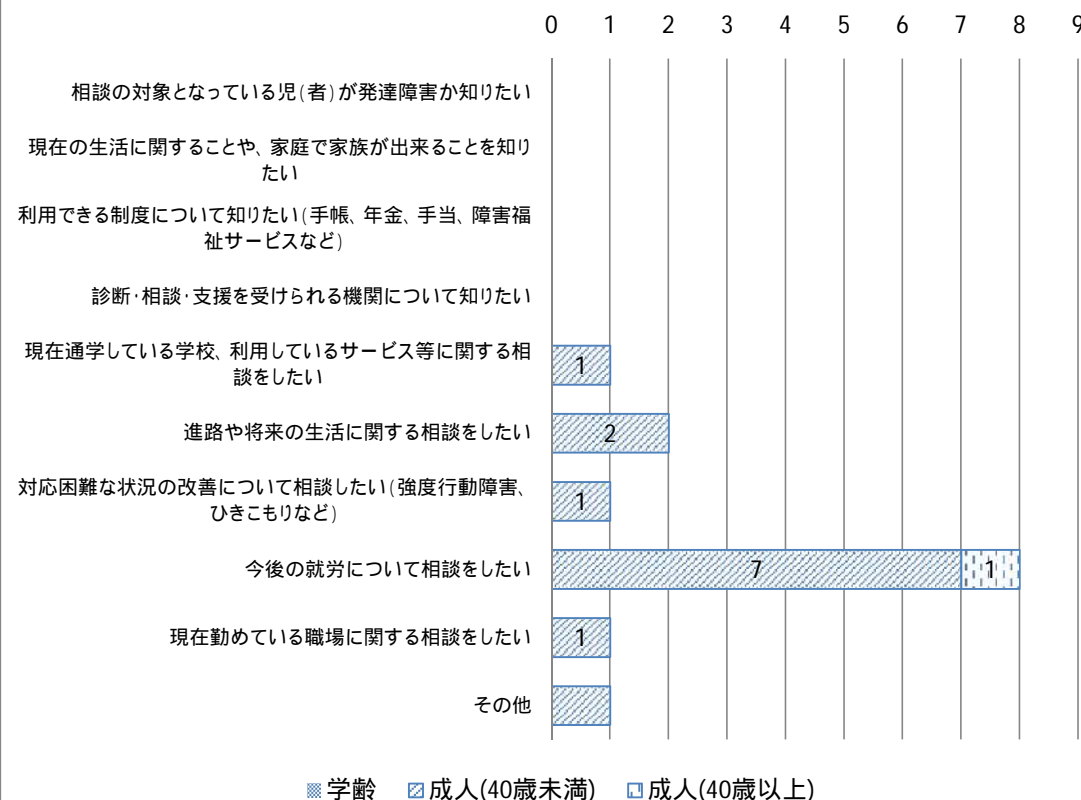 0 1 2 3 4 5 6 7 8 9
相談の対象となっている児(者)が発達障害か知りたい
現在の生活に関することや、家庭で家族が出来ることを知り
たい
利用できる制度について知りたい(手帳、年金、手当、障害福
祉サービスなど)
診断・相談・支援を受けられる機関について知りたい
現在通学している学校、利用しているサービス等に関する相
談をしたい
1
進路や将来の生活に関する相談をしたい
2
対応困難な状況の改善について相談したい(強度行動障害、
ひきこもりなど)
1
今後の就労について相談をしたい
7 1
現在勤めている職場に関する相談をしたい
1
その他
学齢 成人(40歳未満) 成人(40歳以上)